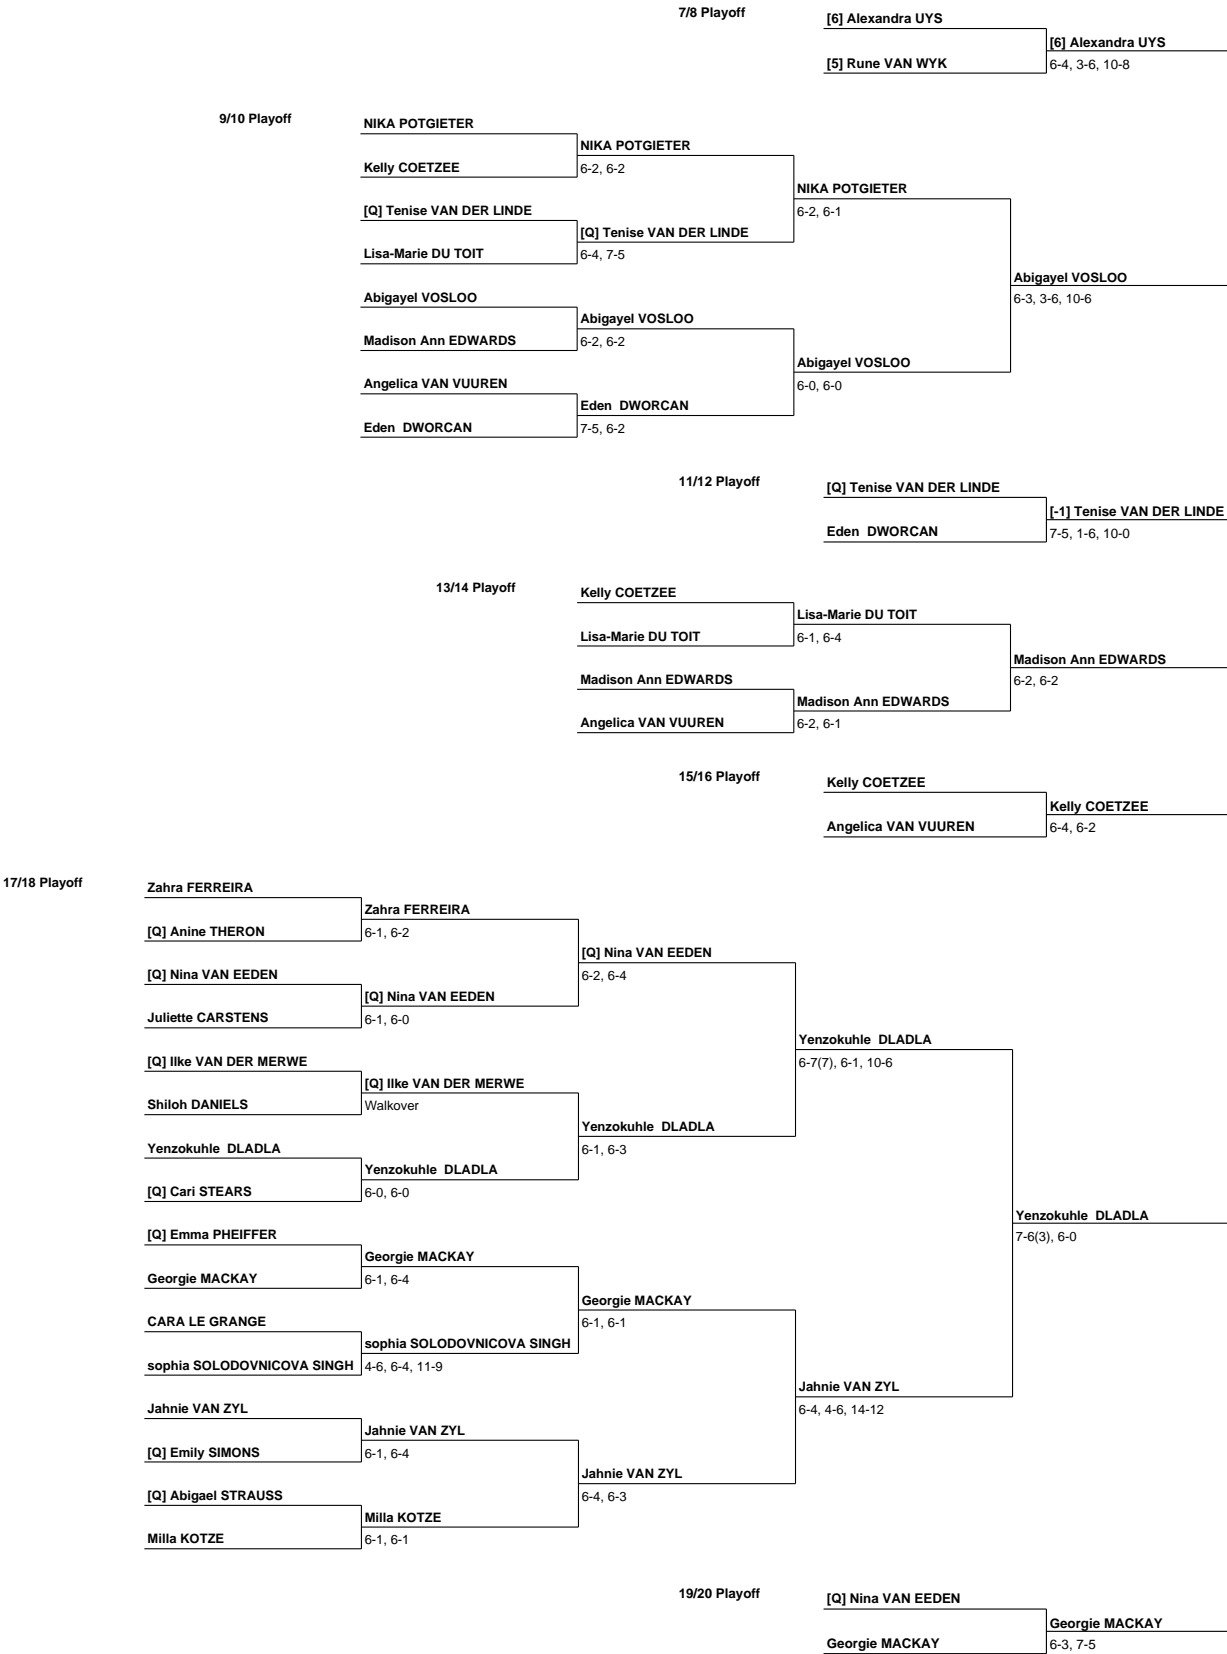 7/8 Playoff
[6] Alexandra UYS
[6] Alexandra UYS
[5] Rune VAN WYK
6-4, 3-6, 10-8
9/10 Playoff
NIKA POTGIETER
NIKA POTGIETER
Kelly COETZEE
6-2, 6-2
NIKA POTGIETER
[Q] Tenise VAN DER LINDE
6-2, 6-1
[Q] Tenise VAN DER LINDE
Lisa-Marie DU TOIT
6-4, 7-5
Abigayel VOSLOO
Abigayel VOSLOO
6-3, 3-6, 10-6
Abigayel VOSLOO
Madison Ann EDWARDS
6-2, 6-2
Abigayel VOSLOO
Angelica VAN VUUREN
6-0, 6-0
Eden DWORCAN
Eden DWORCAN
7-5, 6-2
11/12 Playoff
[Q] Tenise VAN DER LINDE
[-1] Tenise VAN DER LINDE
Eden DWORCAN
7-5, 1-6, 10-0
13/14 Playoff
Kelly COETZEE
Lisa-Marie DU TOIT
Lisa-Marie DU TOIT
6-1, 6-4
Madison Ann EDWARDS
Madison Ann EDWARDS
6-2, 6-2
Madison Ann EDWARDS
Angelica VAN VUUREN
6-2, 6-1
15/16 Playoff
Kelly COETZEE
Kelly COETZEE
Angelica VAN VUUREN
6-4, 6-2
17/18 Playoff
Zahra FERREIRA
Zahra FERREIRA
[Q] Anine THERON
6-1, 6-2
[Q] Nina VAN EEDEN
[Q] Nina VAN EEDEN
6-2, 6-4
[Q] Nina VAN EEDEN
Juliette CARSTENS
6-1, 6-0
Yenzokuhle DLADLA
[Q] Ilke VAN DER MERWE
6-7(7), 6-1, 10-6
[Q] Ilke VAN DER MERWE
Shiloh DANIELS
Walkover
Yenzokuhle DLADLA
Yenzokuhle DLADLA
6-1, 6-3
Yenzokuhle DLADLA
[Q] Cari STEARS
6-0, 6-0
Yenzokuhle DLADLA
[Q] Emma PHEIFFER
7-6(3), 6-0
Georgie MACKAY
Georgie MACKAY
6-1, 6-4
Georgie MACKAY
CARA LE GRANGE
6-1, 6-1
sophia SOLODOVNICOVA SINGH
sophia SOLODOVNICOVA SINGH
4-6, 6-4, 11-9
Jahnie VAN ZYL
Jahnie VAN ZYL
6-4, 4-6, 14-12
Jahnie VAN ZYL
[Q] Emily SIMONS
6-1, 6-4
Jahnie VAN ZYL
[Q] Abigael STRAUSS
6-4, 6-3
Milla KOTZE
Milla KOTZE
6-1, 6-1
19/20 Playoff
[Q] Nina VAN EEDEN
Georgie MACKAY
Georgie MACKAY
6-3, 7-5